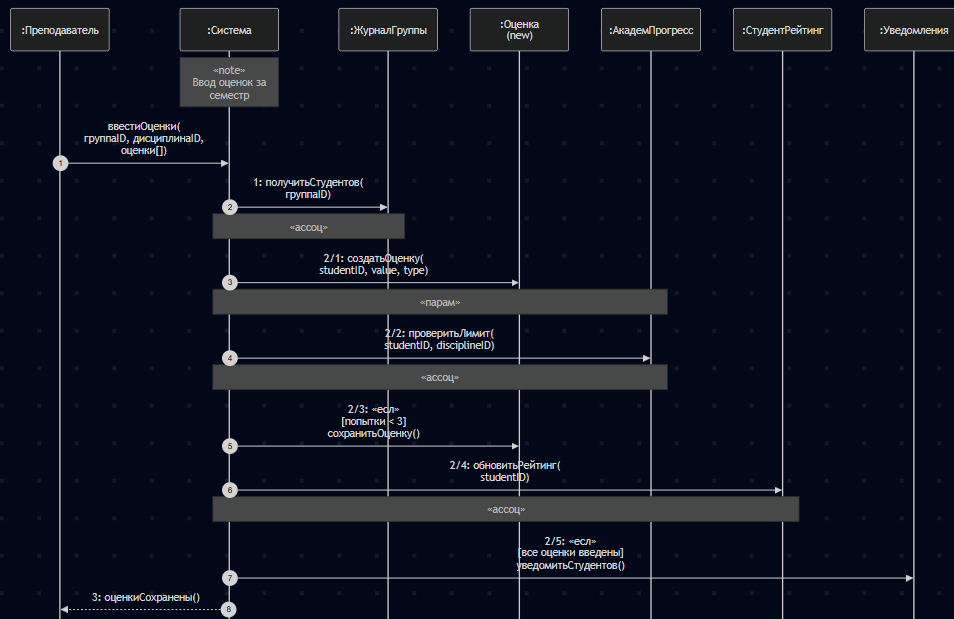 :Преподаватель
:Система
:ЖурналГруппы
:Оценка
(new)
:АкадемПрогресс
:СтудентРейтинг
:Уведомления
«note»
Ввод оценок за
семестр
ввестиОценки(
группаID, дисциплинаID,
оценки[])
1
1: получитьСтудентов(
группаID)
2
«ассоц»
2/1: создатьОценку(
studentID, value, type)
3
«парам»
2/2: проверитьЛимит(
studentID, disciplineID)
4
«ассоц»
2/3: «есл»
[попытки < 3]
сохранитьОценку()
5
2/4: обновитьРейтинг(
studentID)
6
«ассоц»
2/5: «есл»
[все оценки введены]
уведомитьСтудентов()
7
3: оценкиСохранены()
8